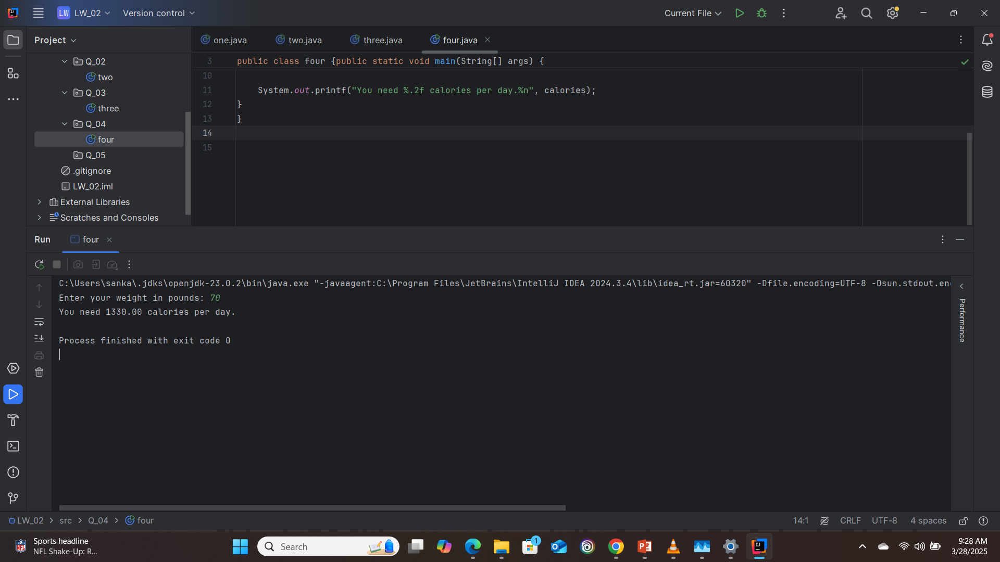 LW LW_02 Version control Current File
Project
one.java two.java three.java four.java
Q_02
two
Q_03
three
Q_04
four
Q_05
.gitignore
LW_02.iml
External Libraries
Scratches and Consoles
3 public class four {public static void main(String[] args) {
10
11 System.out.printf("You need %.2f calories per day.%n", calories);
12 }
13 }
14
15
Run four
C:\Users\sanka\.jdks\openjdk-23.0.2\bin\java.exe "-javaagent:C:\Program Files\JetBrains\IntelliJ IDEA 2024.3.4\lib\idea_rt.jar=60320" -Dfile.encoding=UTF-8 -Dsun.stdout.en
Enter your weight in pounds: 70
You need 1330.00 calories per day.
Process finished with exit code 0
Performance
LW_02 > src > Q_04 > four 14:1 CRLF UTF-8 4 spaces
Sports headline
NFL Shake-Up: R...
Search
1
9:28 AM
3/28/2025